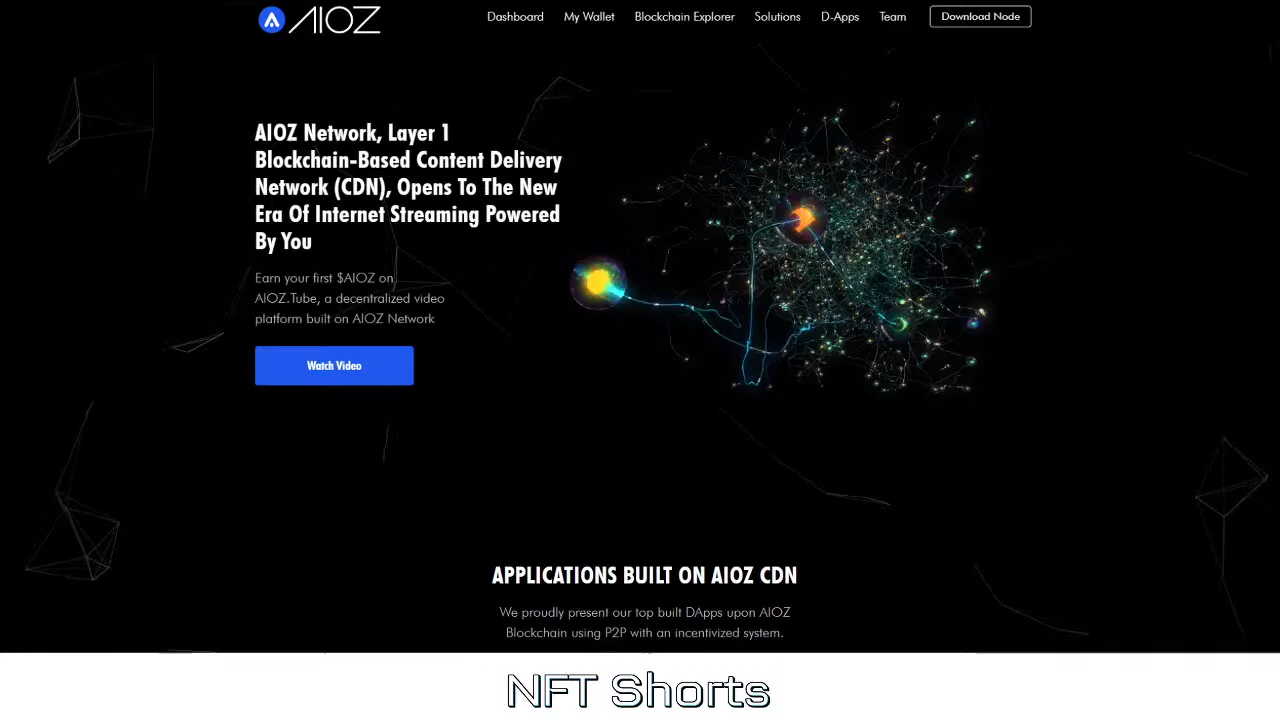 AIOZ
Dashboard
My Wallet
Blockchain Explorer
Solutions
D-Apps
Team
Download Node
AIOZ Network, Layer 1
Blockchain-Based Content Delivery
Network (CDN), Opens To The New
Era Of Internet Streaming Powered
By You
Earn your first $AIOZ on
AIOZ.Tube, a decentralized video
platform built on AIOZ Network
Watch Video
APPLICATIONS BUILT ON AIOZ CDN
We proudly present our top built DApps upon AIOZ
Blockchain using P2P with an incentivized system.
NFT Shorts